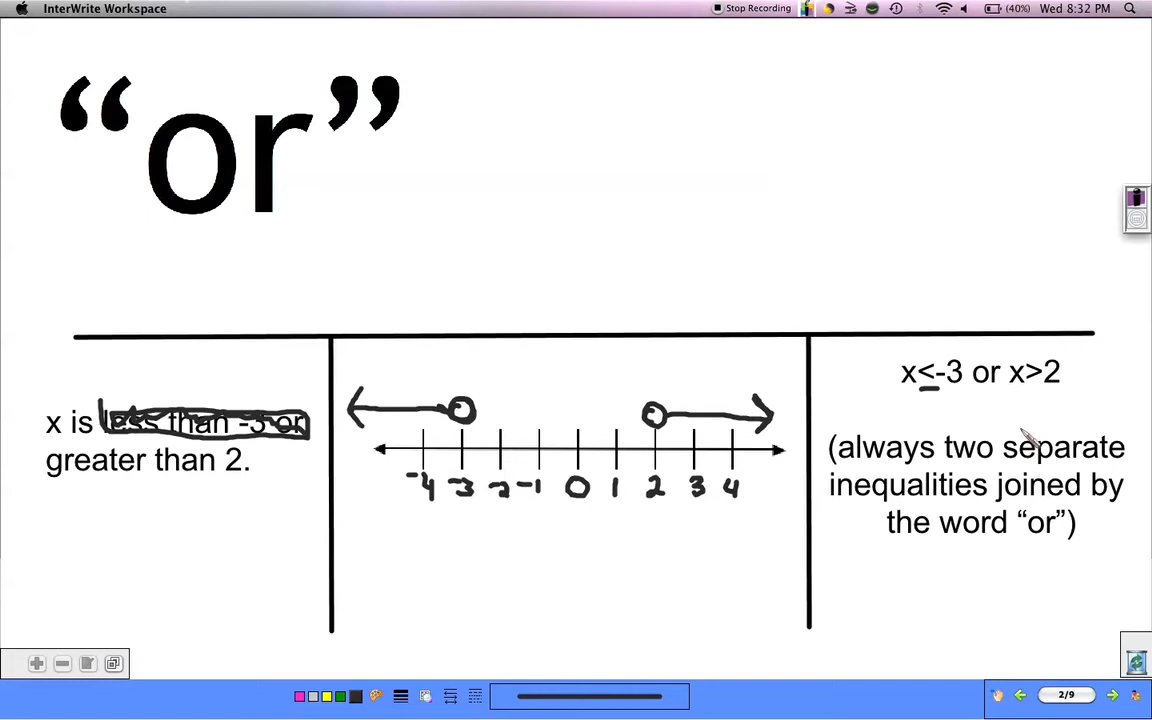 InterWrite Workspace
Stop Recording
(40%) Wed 8:32 PM
“or”
x is less than -3 or
greater than 2.
-4 -3 -2 -1 0 1 2 3 4
x<-3 or x>2
(always two separate
inequalities joined by
the word “or”)
2/9